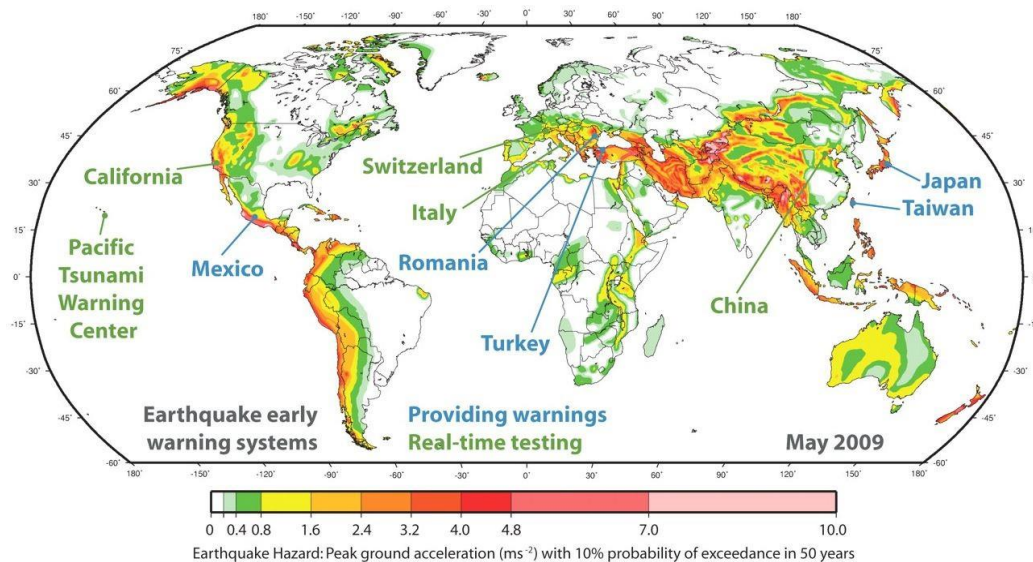 180˚ -150˚ -120˚ -90˚ -60˚ -30˚ 0˚ 30˚ 60˚ 90˚ 120˚ 150˚ 180˚
75˚ 75˚
60˚ 60˚
45˚ 45˚
30˚ 30˚
15˚ 15˚
0˚ 0˚
-15˚ -15˚
-30˚ -30˚
-45˚ -45˚
-60˚ -60˚
California
Pacific
Tsunami
Warning
Center
Mexico
Switzerland
Italy
Romania
Turkey
China
Japan
Taiwan
Earthquake early
warning systems
Providing warnings
Real-time testing
May 2009
180˚ -150˚ -120˚ -90˚ -60˚ -30˚ 0˚ 30˚ 60˚ 90˚ 120˚ 150˚ 180˚
0 0.4 0.8 1.6 2.4 3.2 4.0 4.8 7.0 10.0
Earthquake Hazard: Peak ground acceleration (ms⁻²) with 10% probability of exceedance in 50 years